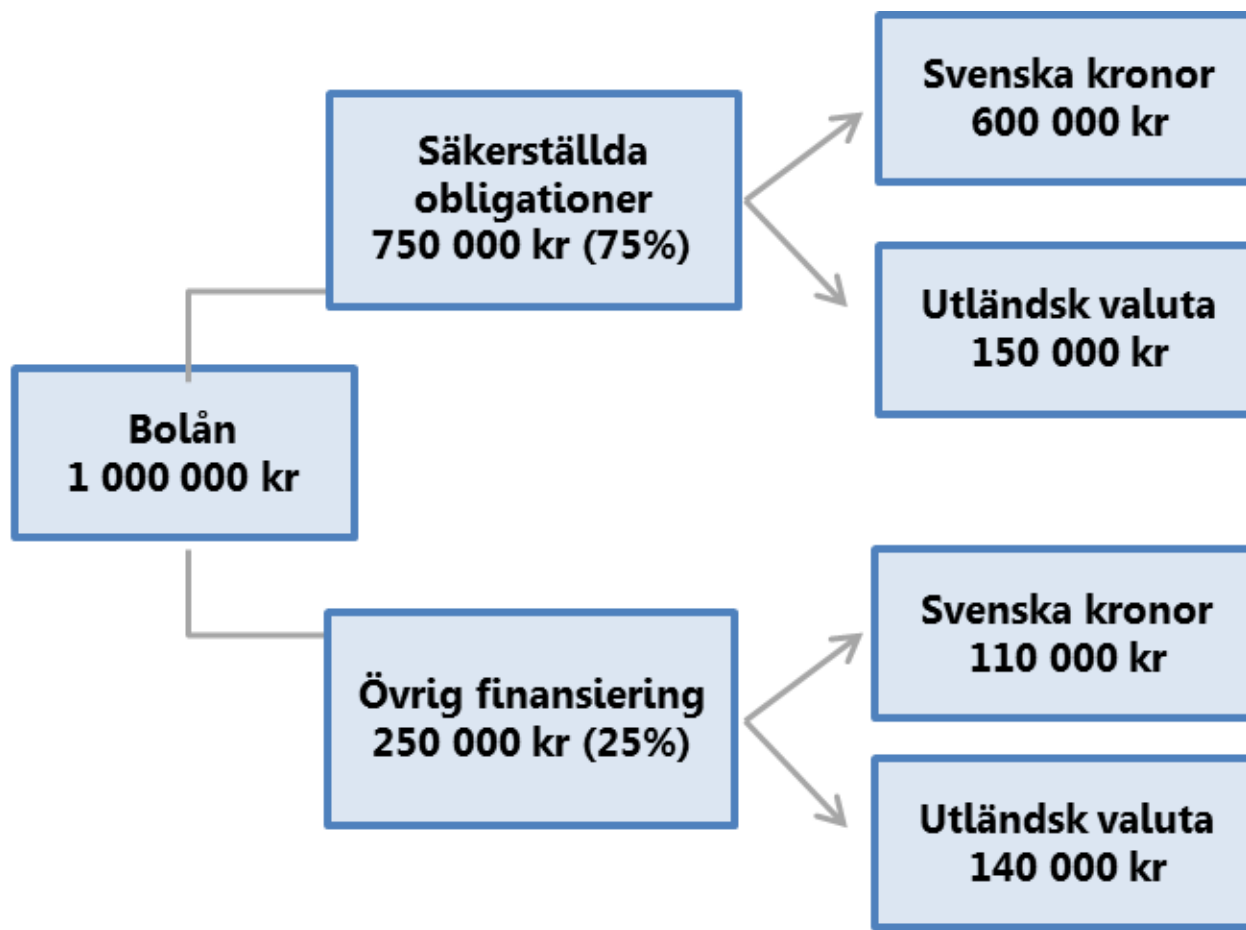 Bolån
1 000 000 kr
Säkerställda
obligationer
750 000 kr (75%)
Svenska kronor
600 000 kr
Utländsk valuta
150 000 kr
Övrig finansiering
250 000 kr (25%)
Svenska kronor
110 000 kr
Utländsk valuta
140 000 kr